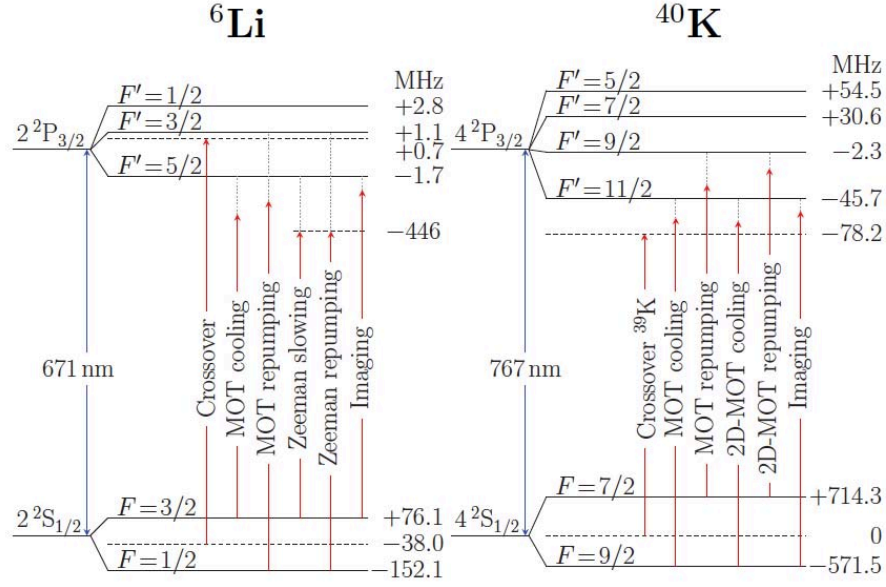 ⁶Li
MHz
F′=1/2
+2.8
F′=3/2
+1.1
2 ²P₃/₂
+0.7
F′=5/2
−1.7
−446
671 nm
Crossover
MOT cooling
MOT repumping
Zeeman slowing
Zeeman repumping
Imaging
F=3/2
+76.1
2 ²S₁/₂
−38.0
F=1/2
−152.1
⁴⁰K
MHz
F′=5/2
+54.5
F′=7/2
+30.6
4 ²P₃/₂
F′=9/2
−2.3
F′=11/2
−45.7
−78.2
767 nm
Crossover ³⁹K
MOT cooling
MOT repumping
2D-MOT cooling
2D-MOT repumping
Imaging
F=7/2
+714.3
4 ²S₁/₂
0
F=9/2
−571.5